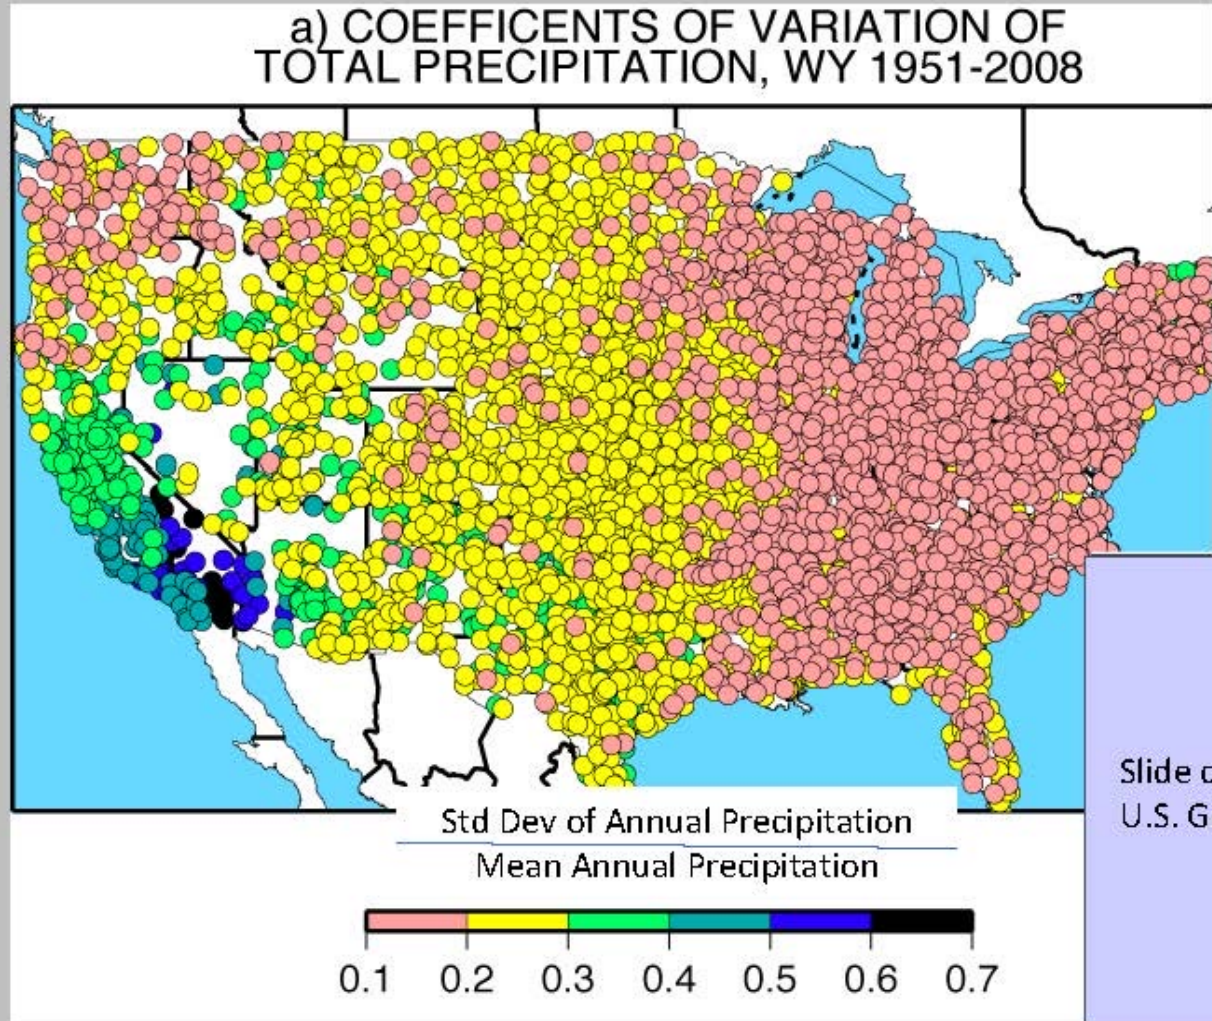 a) COEFFICENTS OF VARIATION OF
TOTAL PRECIPITATION, WY 1951-2008
Std Dev of Annual Precipitation
Mean Annual Precipitation
0.1 0.2 0.3 0.4 0.5 0.6 0.7
Slide
U.S. G